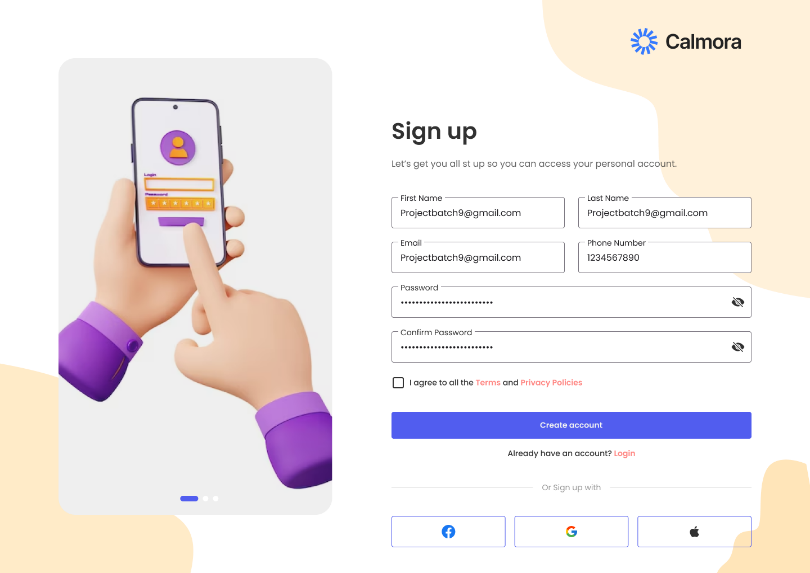 Calmora
Sign up
Let's get you all st up so you can access your personal account.
First Name
Projectbatch9@gmail.com
Last Name
Projectbatch9@gmail.com
Email
Projectbatch9@gmail.com
Phone Number
1234567890
Password
••••••••••••••••••••••••••
Confirm Password
••••••••••••••••••••••••••
I agree to all the Terms and Privacy Policies
Create account
Already have an account? Login
Or Sign up with
Login
Password